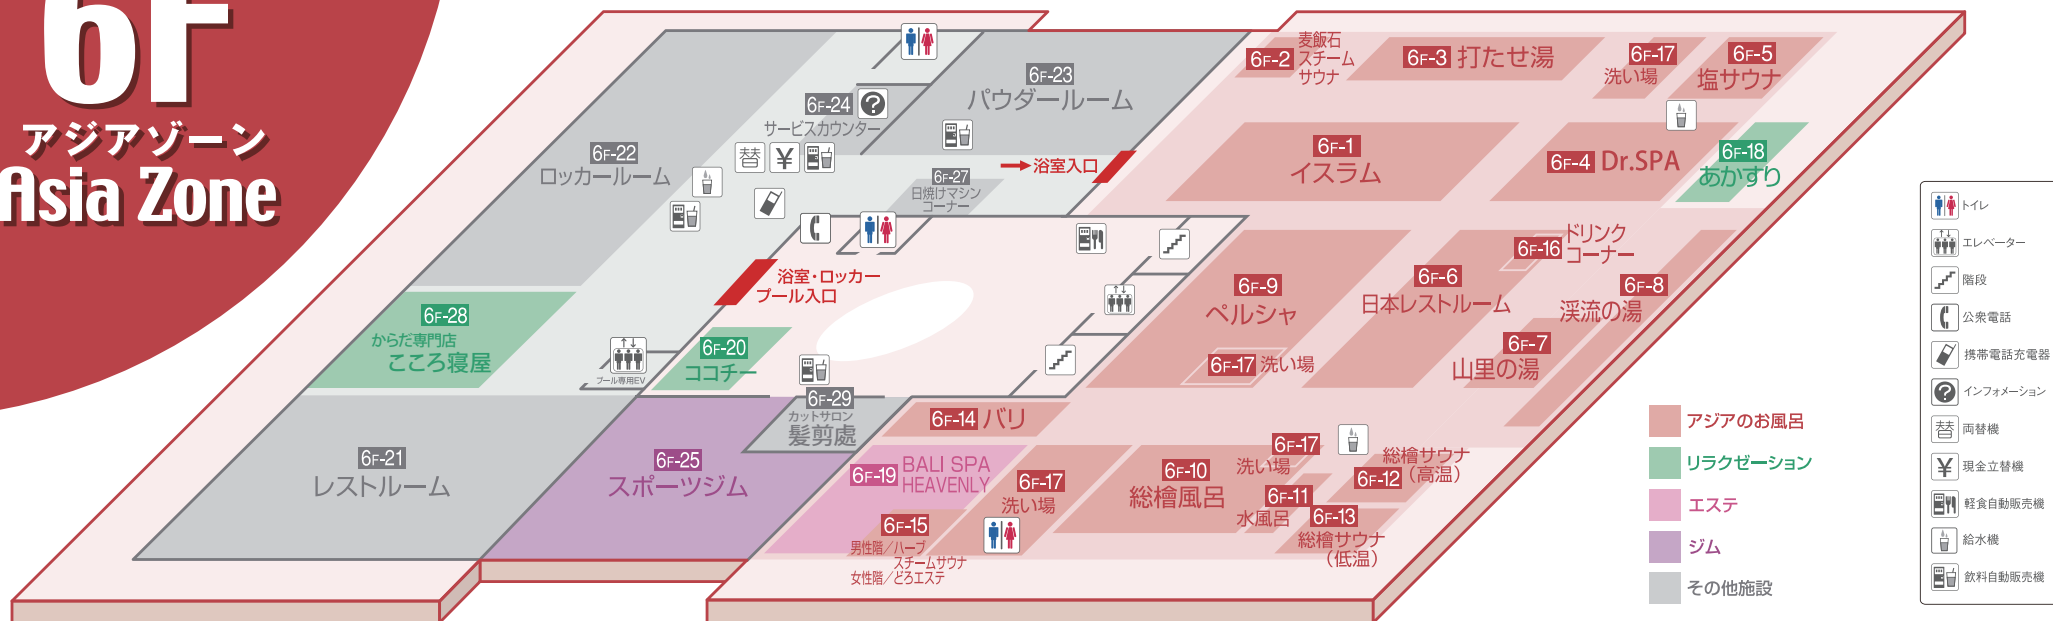 6F
アジアゾーン
Asia Zone
6F-22
ロッカールーム
6F-24
サービスカウンター
替
¥
?
6F-23
パウダールーム
6F-27
日焼けマシン
コーナー
浴室入口
浴室・ロッカー
プール入口
6F-28
からだ専門店
こころ寝屋
プール専用EV
6F-20
ココチー
6F-29
カットサロン
髪剪處
6F-21
レストルーム
6F-25
スポーツジム
6F-2
麦飯石
スチーム
サウナ
6F-3 打たせ湯
6F-17
洗い場
6F-5
塩サウナ
6F-1
イスラム
6F-4 Dr.SPA
6F-18
あかすり
6F-16
ドリンク
コーナー
6F-9
ペルシャ
6F-6
日本レストルーム
6F-8
渓流の湯
6F-7
山里の湯
6F-17 洗い場
6F-14 バリ
6F-19
BALI SPA
HEAVENLY
6F-17
洗い場
6F-15
男性階/ハーブ
スチームサウナ
女性階/どろエステ
6F-10
総檜風呂
6F-17
洗い場
6F-11
水風呂
6F-12
総檜サウナ
(高温)
6F-13
総檜サウナ
(低温)
アジアのお風呂
リラクゼーション
エステ
ジム
その他施設
トイレ
エレベーター
階段
公衆電話
携帯電話充電器
? インフォメーション
替 両替機
¥ 現金立替機
軽食自動販売機
給水機
飲料自動販売機